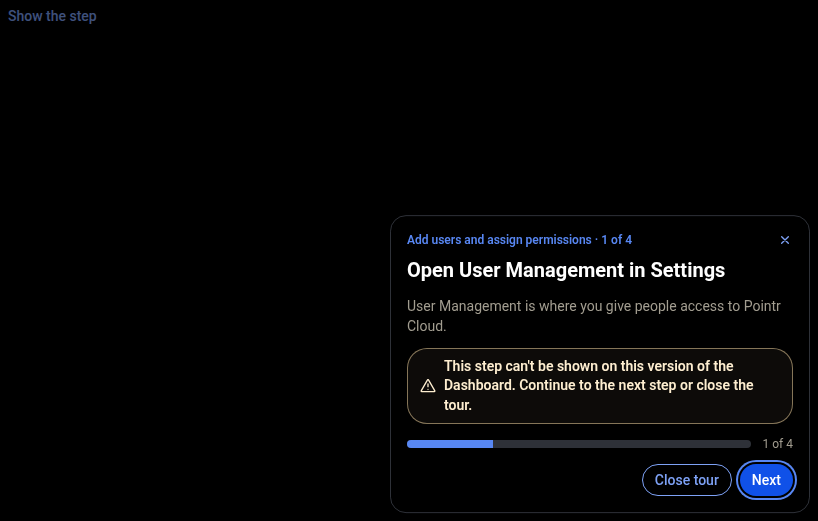 Show the step
Add users and assign permissions · 1 of 4
Open User Management in Settings
User Management is where you give people access to Pointr
Cloud.
This step can't be shown on this version of the
Dashboard. Continue to the next step or close the
tour.
1 of 4
Close tour
Next